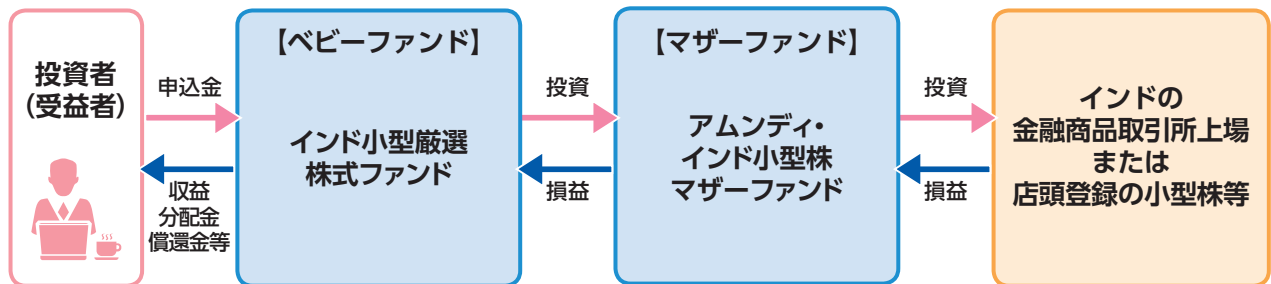 投資者
(受益者)
申込金
収益
分配金
償還金等
【ベビーファンド】
インド小型厳選
株式ファンド
投資
損益
【マザーファンド】
アムンディ・
インド小型株
マザーファンド
投資
損益
インドの
金融商品取引所上場
または
店頭登録の小型株等